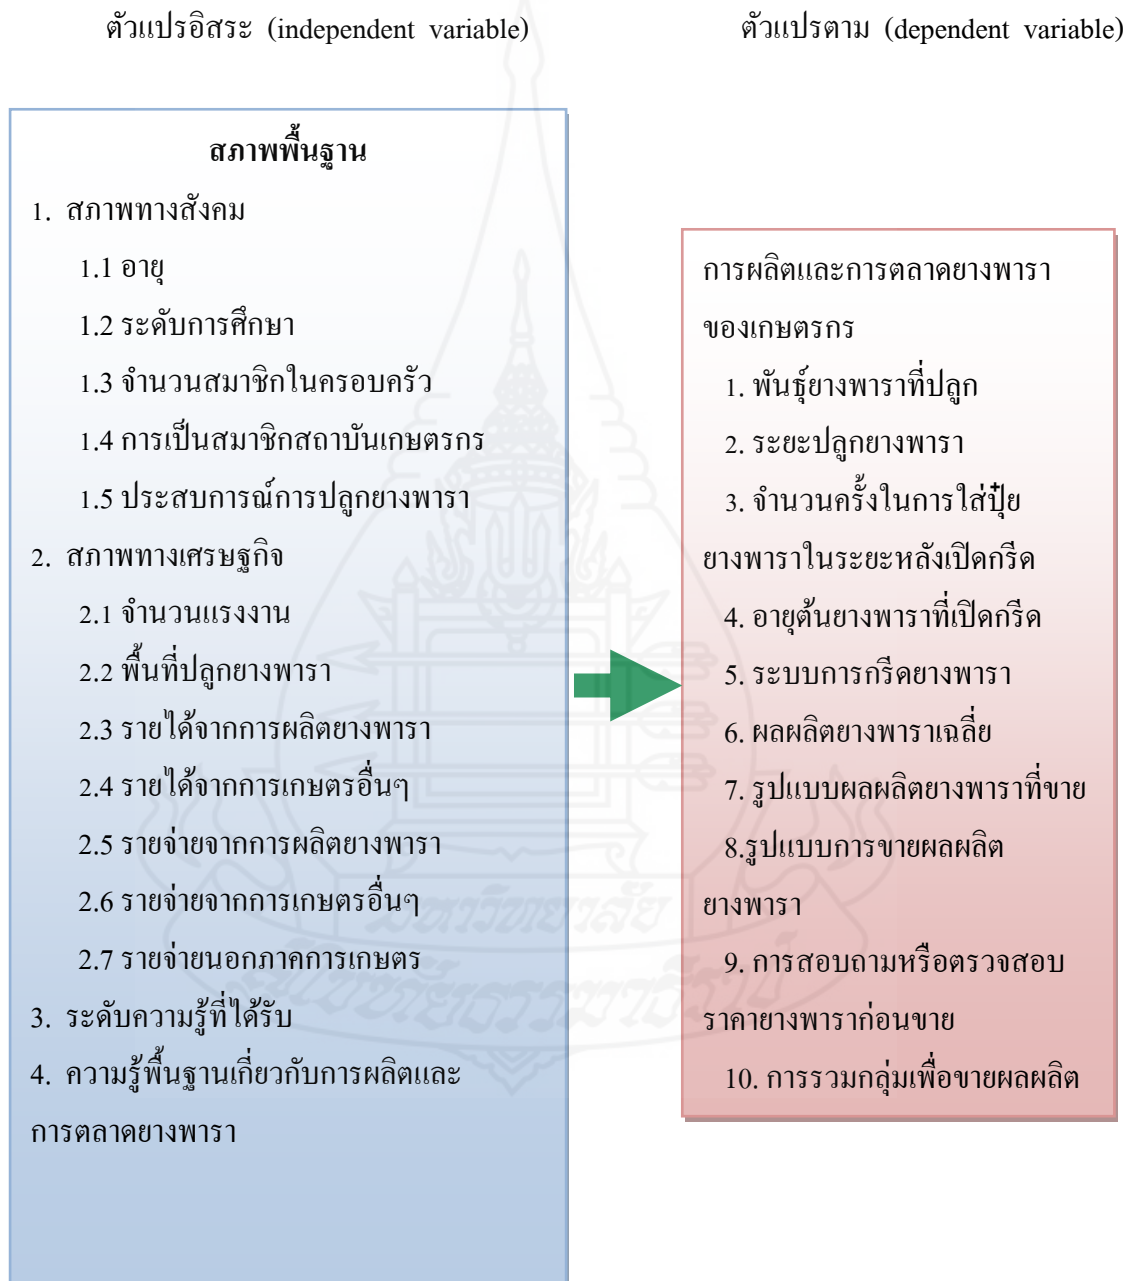 ตัวแปรอิสระ (independent variable)
ตัวแปรตาม (dependent variable)
สภาพพื้นฐาน
1. สภาพทางสังคม
1.1 อายุ
1.2 ระดับการศึกษา
1.3 จำนวนสมาชิกในครอบครัว
1.4 การเป็นสมาชิกสถาบันเกษตรกร
1.5 ประสบการณ์การปลูกยางพารา
2. สภาพทางเศรษฐกิจ
2.1 จำนวนแรงงาน
2.2 พื้นที่ปลูกยางพารา
2.3 รายได้จากการผลิตยางพารา
2.4 รายได้จากการเกษตรอื่นๆ
2.5 รายจ่ายจากการผลิตยางพารา
2.6 รายจ่ายจากการเกษตรอื่นๆ
2.7 รายจ่ายนอกภาคการเกษตร
3. ระดับความรู้ที่ได้รับ
4. ความรู้พื้นฐานเกี่ยวกับการผลิตและ
การตลาดยางพารา
การผลิตและการตลาดยางพารา
ของเกษตรกร
1. พันธุ์ยางพาราที่ปลูก
2. ระยะปลูกยางพารา
3. จำนวนครั้งในการใส่ปุ๋ย
ยางพาราในระยะหลังเปิดกรีด
4. อายุต้นยางพาราที่เปิดกรีด
5. ระบบการกรีดยางพารา
6. ผลผลิตยางพาราเฉลี่ย
7. รูปแบบผลผลิตยางพาราที่ขาย
8.รูปแบบการขายผลผลิต
ยางพารา
9. การสอบถามหรือตรวจสอบ
ราคายางพาราก่อนขาย
10. การรวมกลุ่มเพื่อขายผลผลิต
มหาวิทยาลัย
สุโขทัยธรรมาธิราช